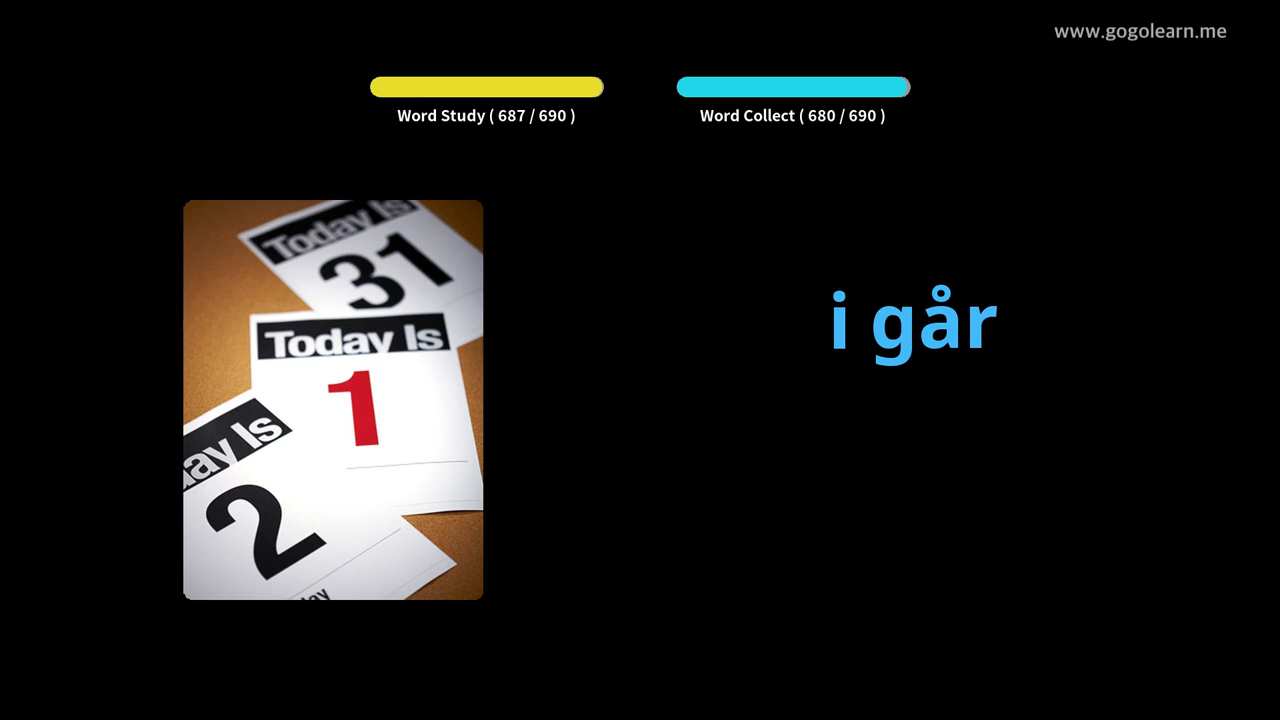 www.gogolearn.me
Word Study ( 687 / 690 )
Word Collect ( 680 / 690 )
Today Is
31
Today Is
1
i går
ay Is
2